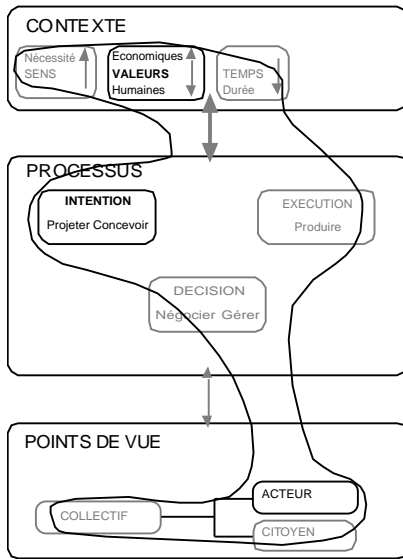 CONTEXTE
Nécessité
SENS
Economiques
VALEURS
Humaines
TEMPS
Durée
PROCESSUS
INTENTION
Projeter Concevoir
EXECUTION
Produire
DECISION
Négocier Gérer
POINTS DE VUE
ACTEUR
COLLECTIF
CITOYEN